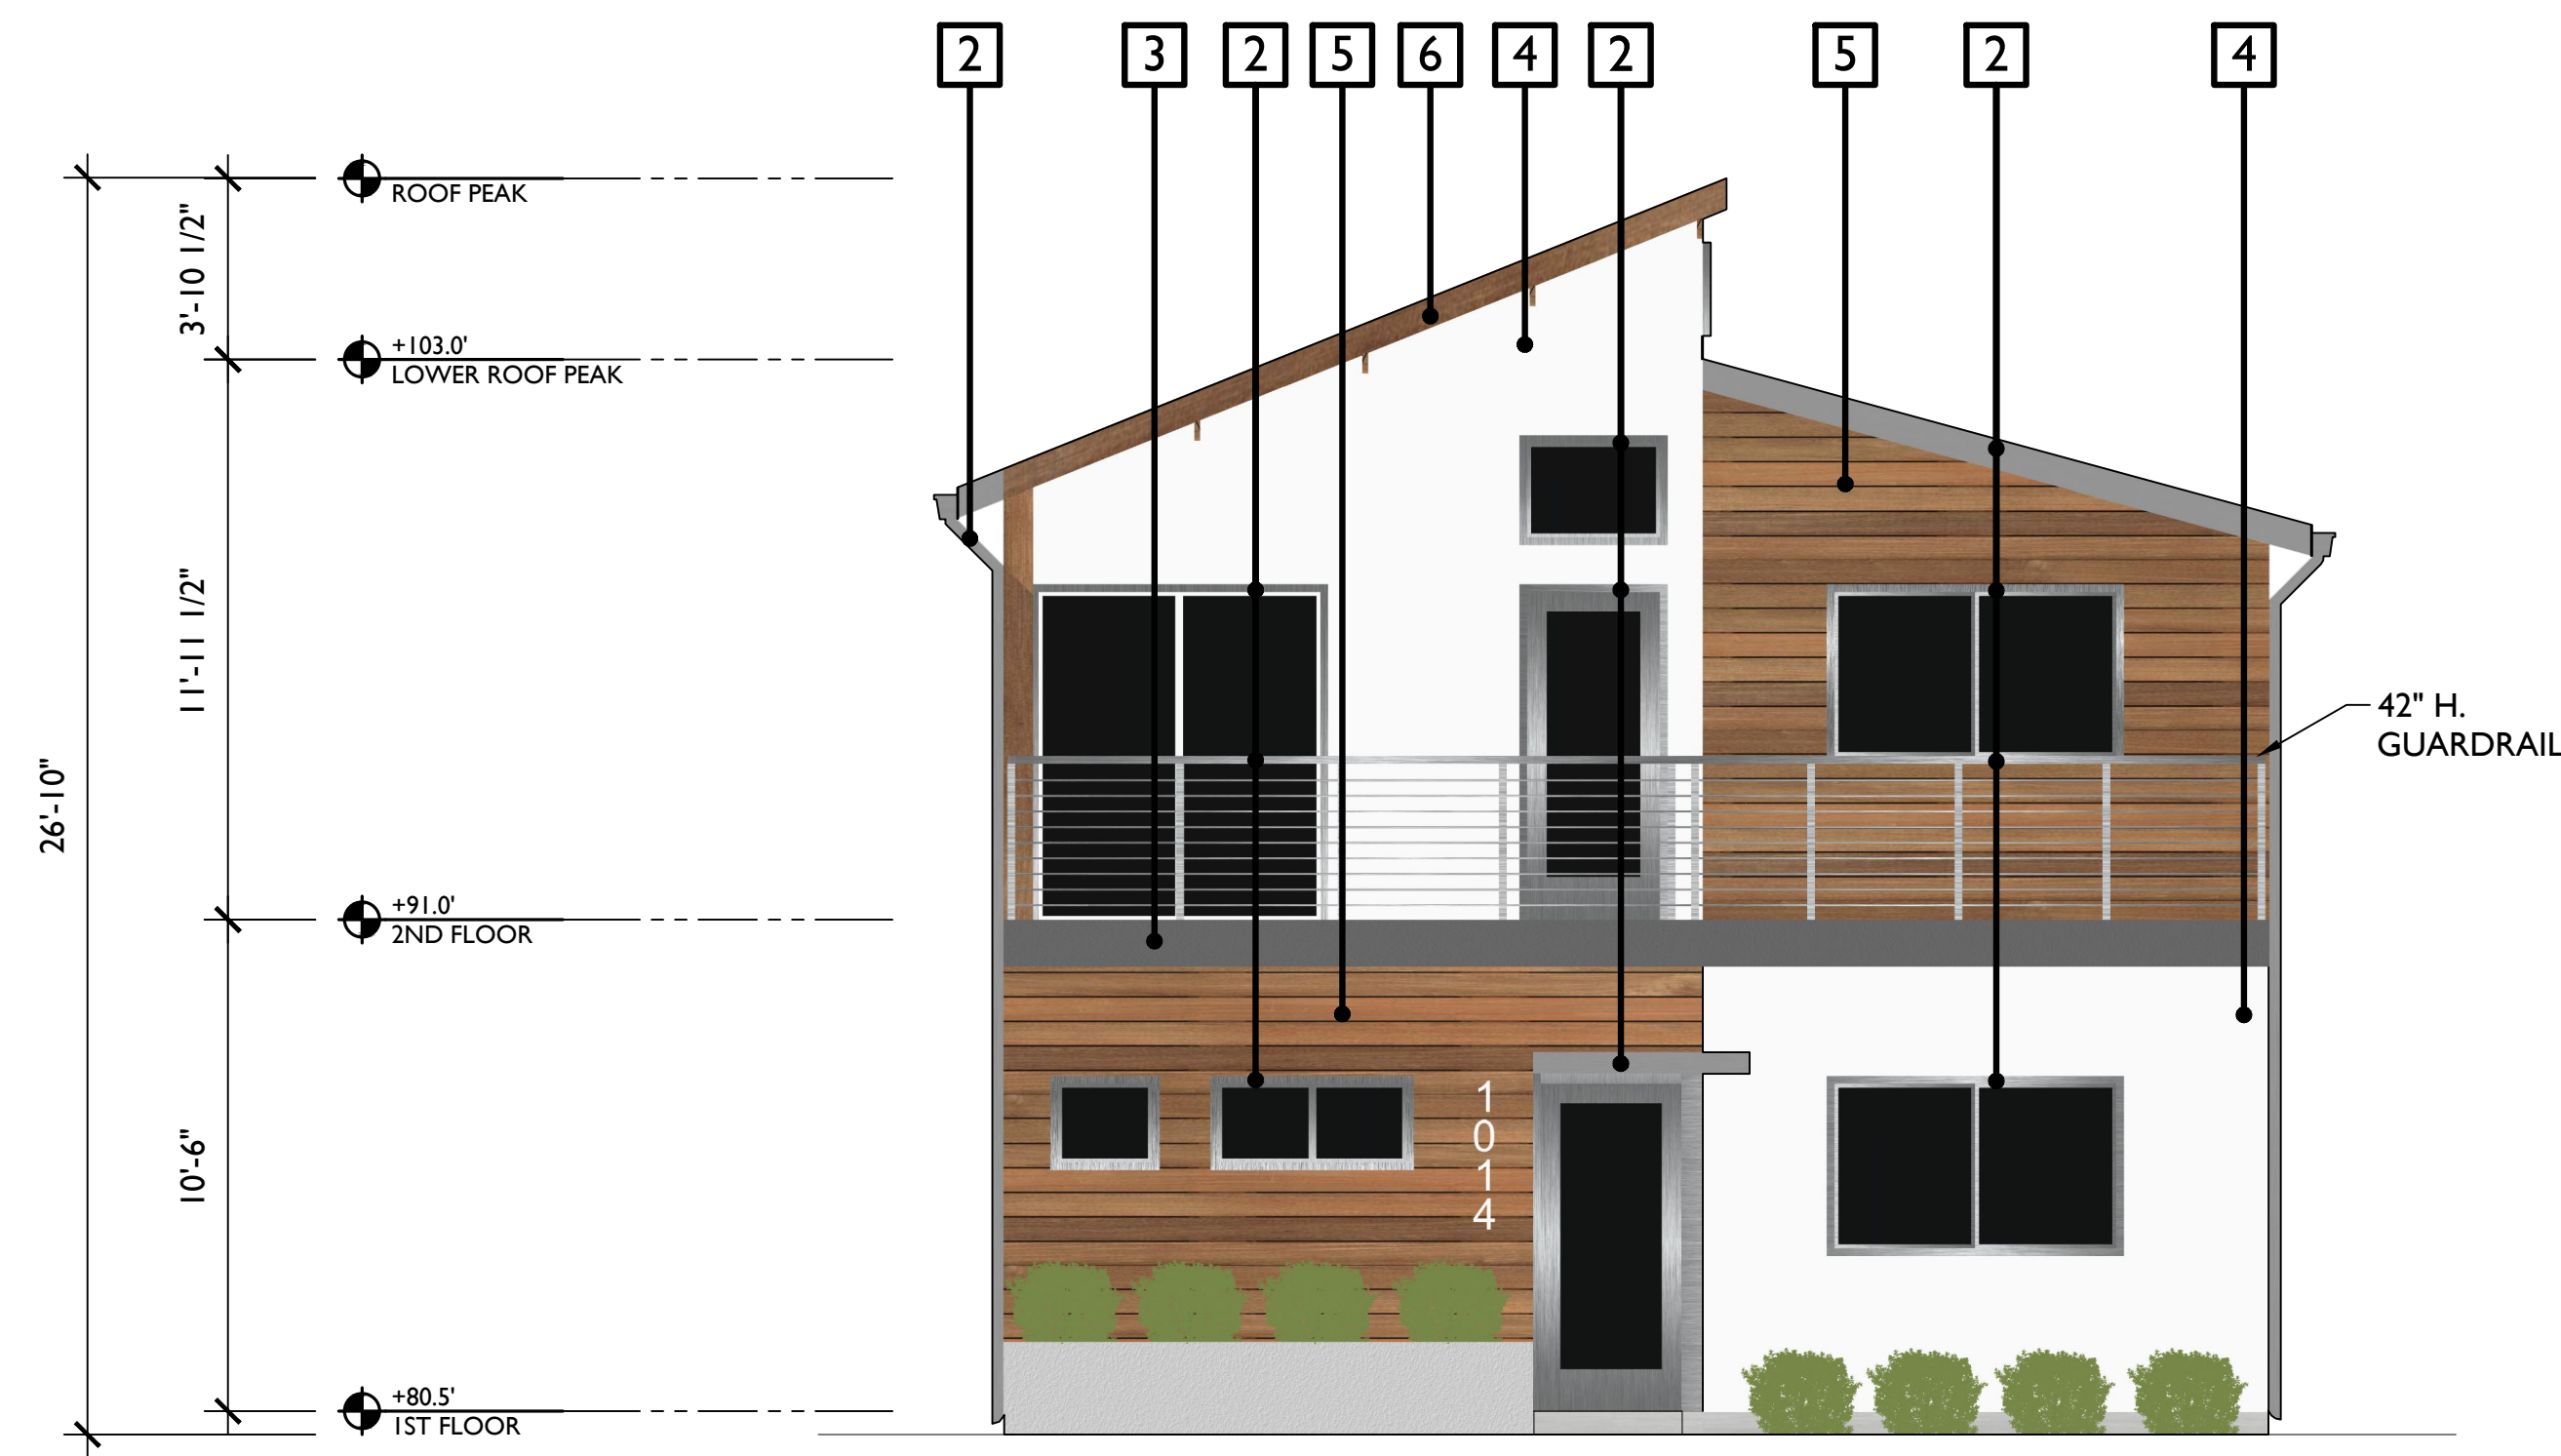 2 3 2 5 6 4 2 5 2 4
ROOF PEAK
3'-10 1/2"
+103.0'
LOWER ROOF PEAK
11'-11 1/2"
42" H.
GUARDRAIL
26'-10"
+91.0'
2ND FLOOR
10'-6"
1
0
1
4
+80.5'
1ST FLOOR